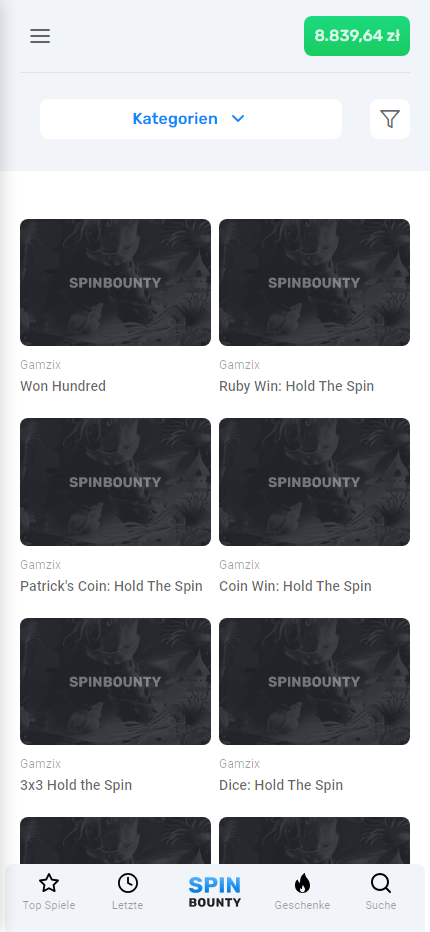 8.839,64 zł
Kategorien
SPINBOUNTY
SPINBOUNTY
Gamzix
Gamzix
Won Hundred
Ruby Win: Hold The Spin
SPINBOUNTY
SPINBOUNTY
Gamzix
Gamzix
Patrick's Coin: Hold The Spin
Coin Win: Hold The Spin
SPINBOUNTY
SPINBOUNTY
Gamzix
Gamzix
3x3 Hold the Spin
Dice: Hold The Spin
SPIN
BOUNTY
Top Spiele
Letzte
Geschenke
Suche